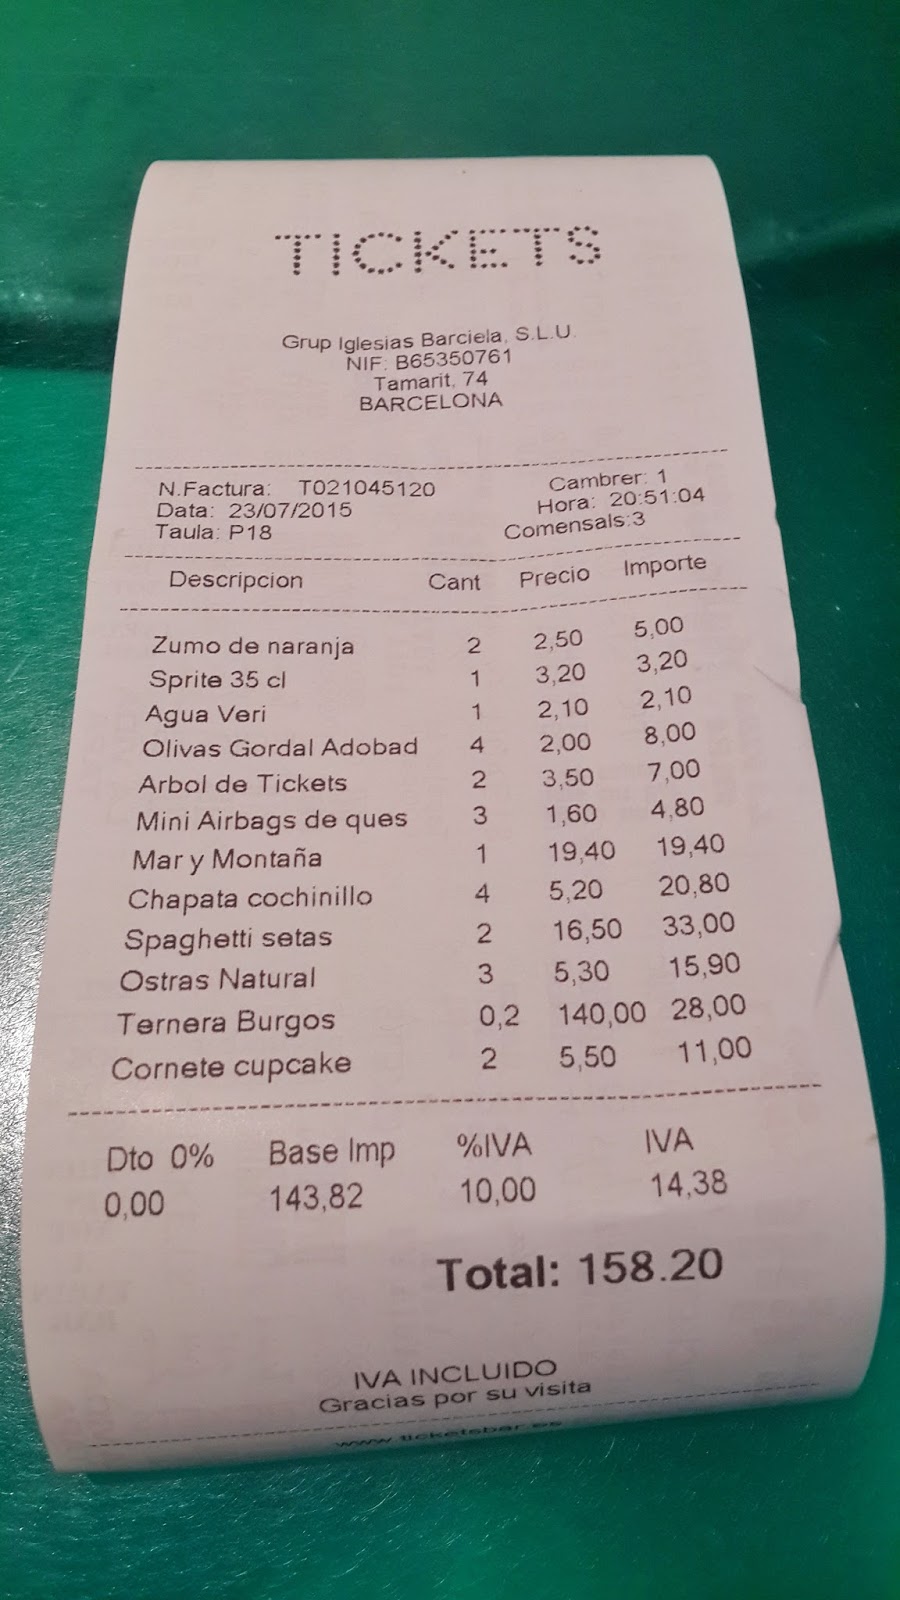 TICKETS
Grup Iglesias Barciela, S.L.U.
NIF: B65350761
Tamarit, 74
BARCELONA
N.Factura: T021045120 Cambrer: 1
Data: 23/07/2015 Hora: 20:51:04
Taula: P18 Comensals:3
Descripcion Cant Precio Importe
Zumo de naranja 2 2,50 5,00
Sprite 35 cl 1 3,20 3,20
Agua Veri 1 2,10 2,10
Olivas Gordal Adobad 4 2,00 8,00
Arbol de Tickets 2 3,50 7,00
Mini Airbags de ques 3 1,60 4,80
Mar y Montaña 1 19,40 19,40
Chapata cochinillo 4 5,20 20,80
Spaghetti setas 2 16,50 33,00
Ostras Natural 3 5,30 15,90
Ternera Burgos 0,2 140,00 28,00
Cornete cupcake 2 5,50 11,00
Dto 0% Base Imp %IVA IVA
0,00 143,82 10,00 14,38
Total: 158.20
IVA INCLUIDO
Gracias por su visita
www.ticketsbar.es